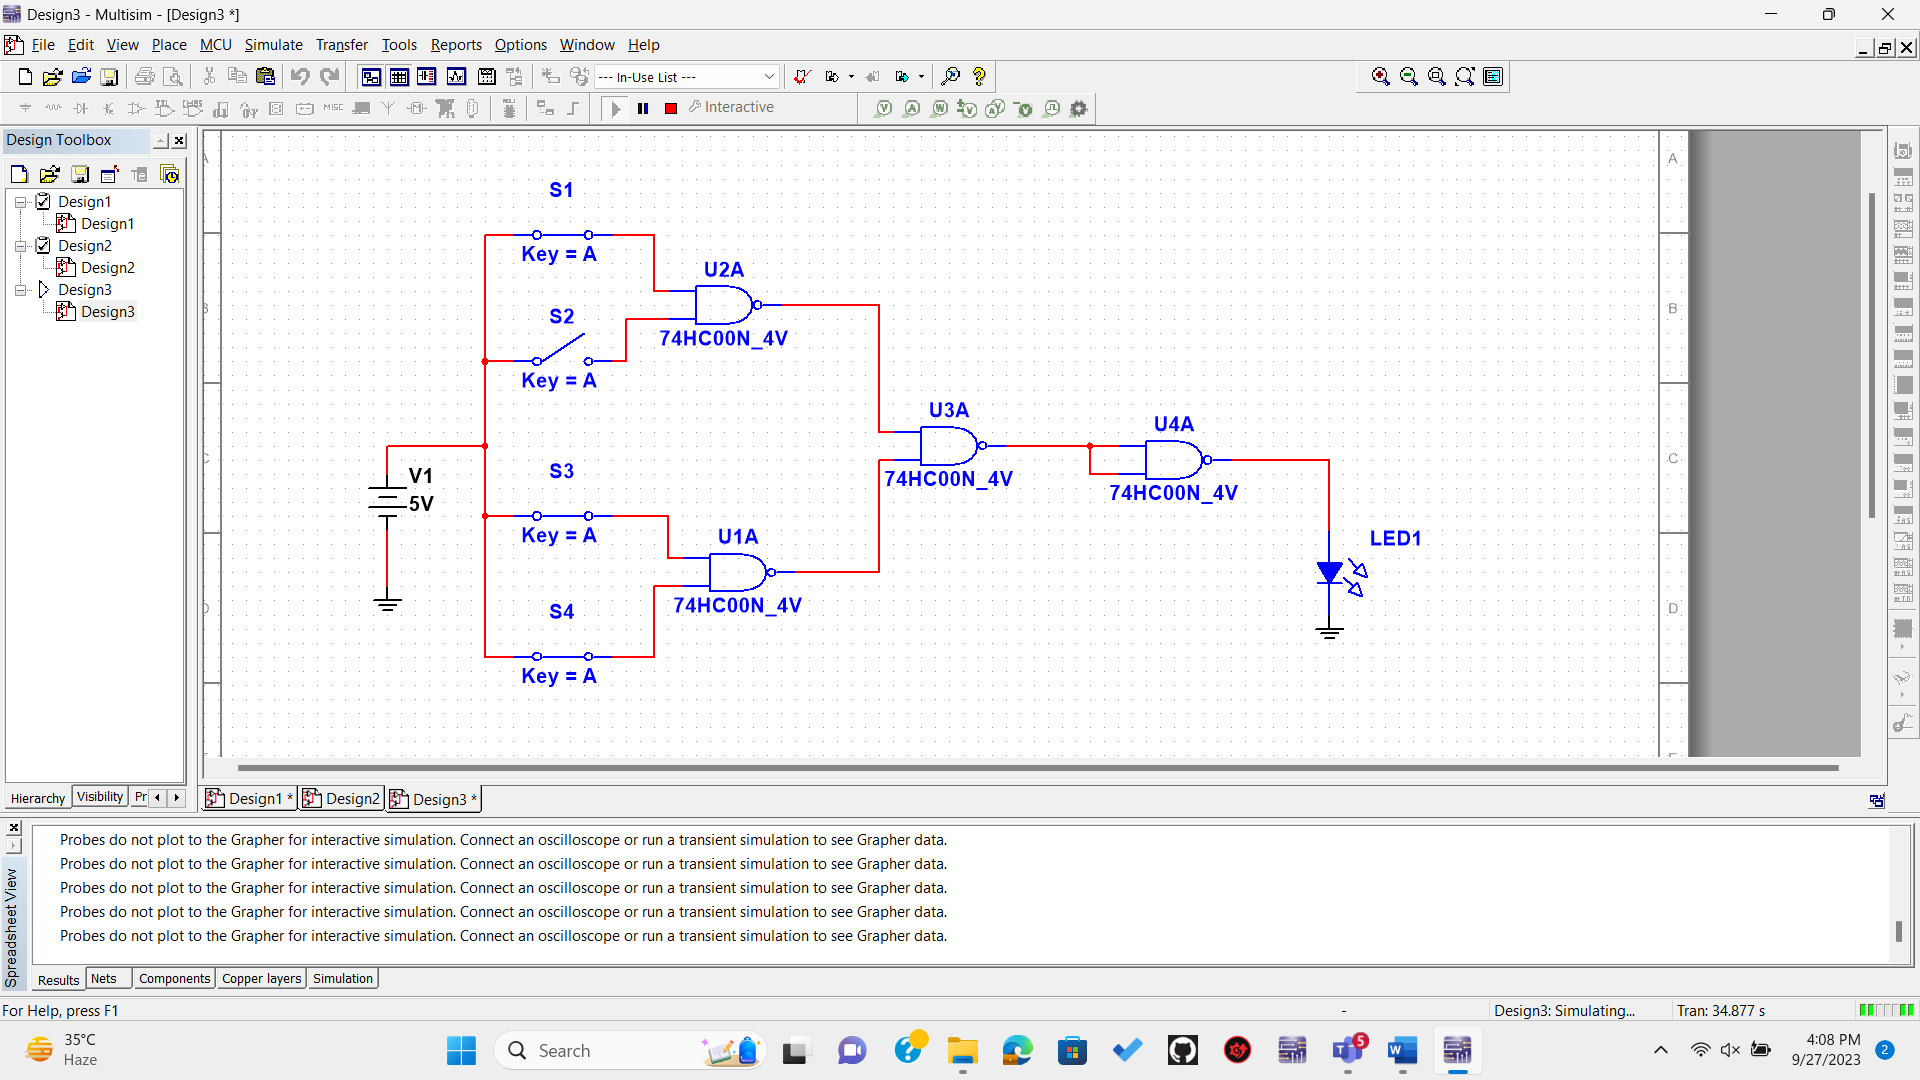 Design3 - Multisim - [Design3 *]
File Edit View Place MCU Simulate Transfer Tools Reports Options Window Help
--- In-Use List ---
MISC Interactive
Design Toolbox
Design1
Design1
Design2
Design2
Design3
Design3
Hierarchy Visibility Pr
A
B
C
D
A
B
C
D
S1
Key = A
S2
Key = A
S3
Key = A
S4
Key = A
V1
5V
U2A
74HC00N_4V
U1A
74HC00N_4V
U3A
74HC00N_4V
U4A
74HC00N_4V
LED1
Design1 * Design2 Design3 *
Spreadsheet View
Probes do not plot to the Grapher for interactive simulation. Connect an oscilloscope or run a transient simulation to see Grapher data.
Probes do not plot to the Grapher for interactive simulation. Connect an oscilloscope or run a transient simulation to see Grapher data.
Probes do not plot to the Grapher for interactive simulation. Connect an oscilloscope or run a transient simulation to see Grapher data.
Probes do not plot to the Grapher for interactive simulation. Connect an oscilloscope or run a transient simulation to see Grapher data.
Probes do not plot to the Grapher for interactive simulation. Connect an oscilloscope or run a transient simulation to see Grapher data.
Results Nets Components Copper layers Simulation
For Help, press F1
-
Design3: Simulating...
Tran: 34.877 s
35°C
Haze
Search
5
4:08 PM
9/27/2023
2